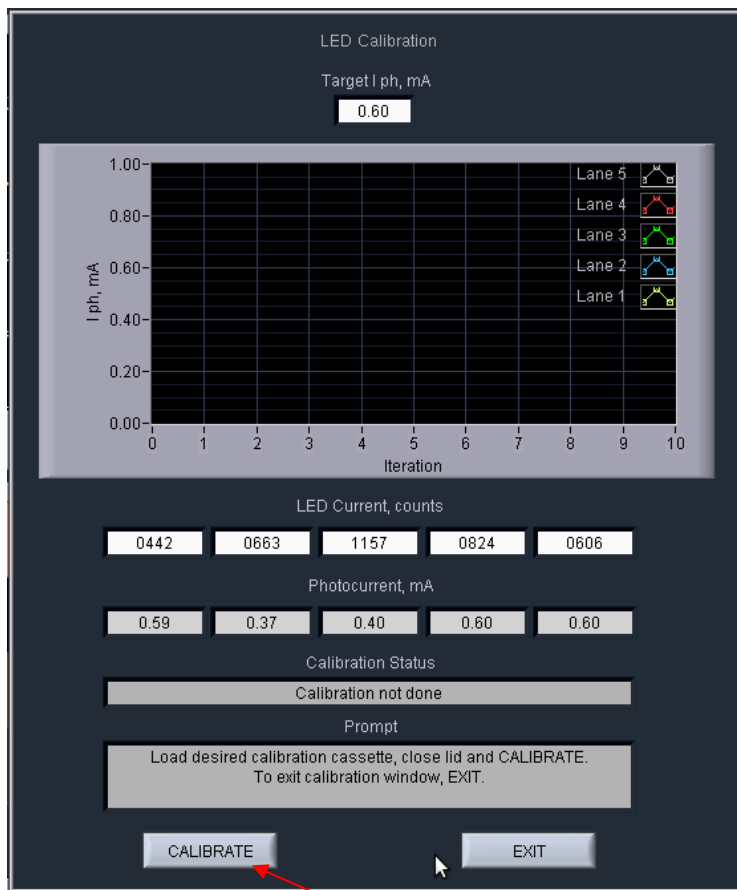 LED Calibration
Target I ph, mA
0.60
1.00
0.80
0.60
0.40
0.20
0.00
I ph, mA
Lane 5
Lane 4
Lane 3
Lane 2
Lane 1
0 1 2 3 4 5 6 7 8 9 10
Iteration
LED Current, counts
0442 0663 1157 0824 0606
Photocurrent, mA
0.59 0.37 0.40 0.60 0.60
Calibration Status
Calibration not done
Prompt
Load desired calibration cassette, close lid and CALIBRATE.
To exit calibration window, EXIT.
CALIBRATE EXIT